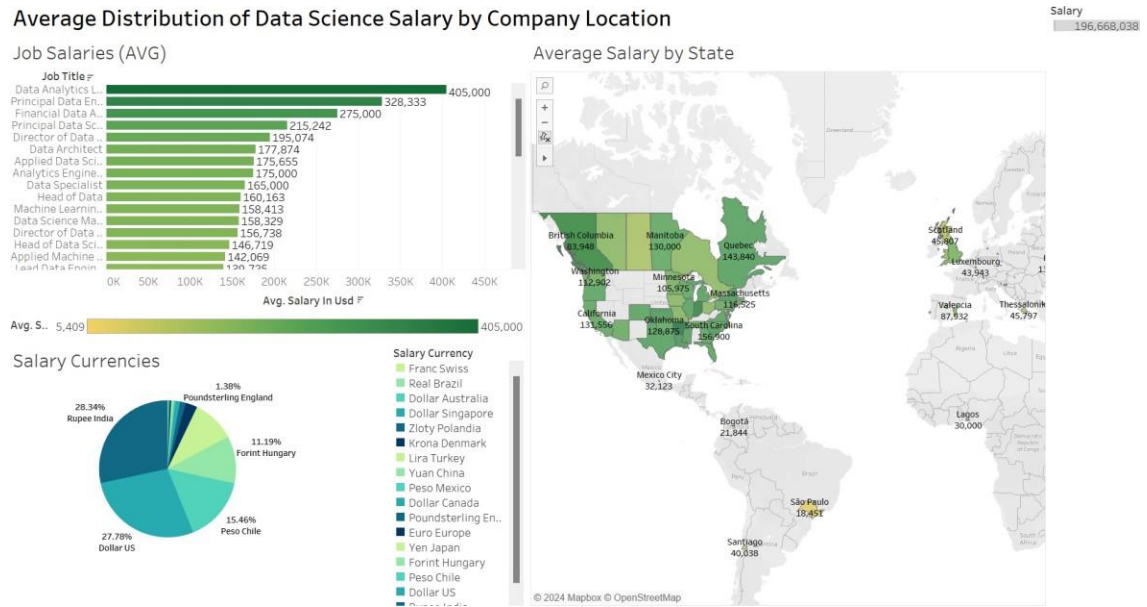 Average Distribution of Data Science Salary by Company Location
Salary
196,668,038
Job Salaries (AVG)
Job Title
Data Analytics L.. 405,000
Principal Data En.. 328,333
Financial Data A.. 275,000
Principal Data Sc.. 215,242
Director of Data .. 195,074
Data Architect 177,874
Applied Data Sci.. 175,655
Analytics Engine.. 175,000
Data Specialist 165,000
Head of Data 160,163
Machine Learnin.. 158,413
Data Science Ma.. 158,329
Director of Data .. 156,738
Head of Data Sci.. 146,719
Applied Machine .. 142,069
Lead Data Engin..
0K 50K 100K 150K 200K 250K 300K 350K 400K 450K
Avg. Salary In Usd
Avg. S.. 5,409 405,000
Salary Currencies
1.38%
Poundsterling England
28.34%
Rupee India
11.19%
Forint Hungary
15.46%
Peso Chile
27.78%
Dollar US
Salary Currency
Franc Swiss
Real Brazil
Dollar Australia
Dollar Singapore
Zloty Polandia
Krona Denmark
Lira Turkey
Yuan China
Peso Mexico
Dollar Canada
Poundsterling En..
Euro Europe
Yen Japan
Forint Hungary
Peso Chile
Dollar US
Rupee India
Average Salary by State
Greenland
British Columbia
83,948
Manitoba
130,000
Quebec
143,840
Washington
112,902
Minnesota
105,975
Massachusetts
116,525
California
131,556
Oklahoma
128,875
South Carolina
156,900
Mexico City
32,123
Bogotá
21,844
São Paulo
18,451
Santiago
40,038
Scotland
45,807
Luxembourg
43,943
Valencia
87,932
Thessalonik
45,797
Lagos
30,000
Algeria
Libya
Peru
Brazil
© 2024 Mapbox © OpenStreetMap